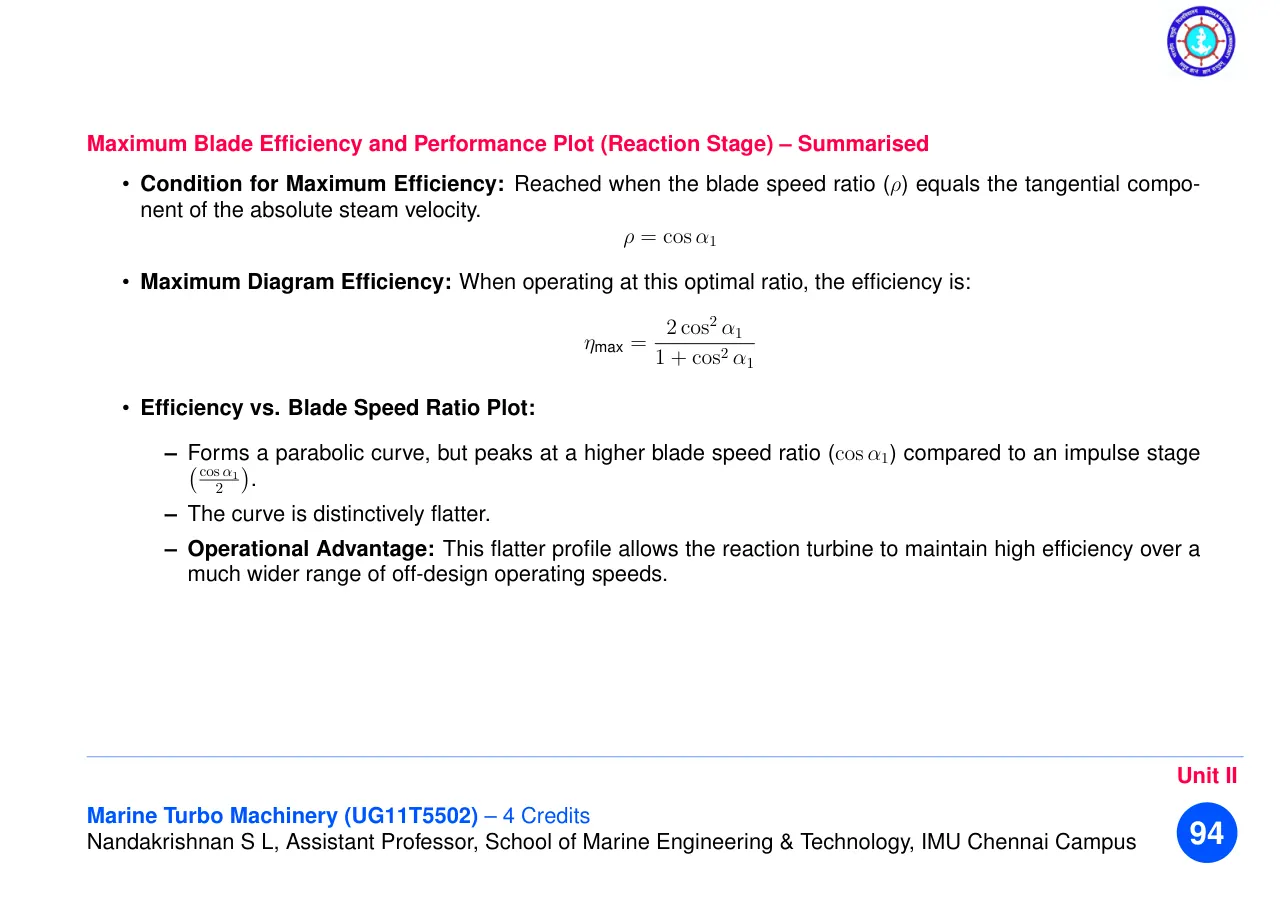 Maximum Blade Efficiency and Performance Plot (Reaction Stage) – Summarised
• Condition for Maximum Efficiency: Reached when the blade speed ratio (ρ) equals the tangential compo-
nent of the absolute steam velocity.
ρ = cos α₁
• Maximum Diagram Efficiency: When operating at this optimal ratio, the efficiency is:
η_max = 2 cos² α₁ / (1 + cos² α₁)
• Efficiency vs. Blade Speed Ratio Plot:
– Forms a parabolic curve, but peaks at a higher blade speed ratio (cos α₁) compared to an impulse stage
(cos α₁ / 2).
– The curve is distinctively flatter.
– Operational Advantage: This flatter profile allows the reaction turbine to maintain high efficiency over a
much wider range of off-design operating speeds.
Unit II
Marine Turbo Machinery (UG11T5502) – 4 Credits
Nandakrishnan S L, Assistant Professor, School of Marine Engineering & Technology, IMU Chennai Campus
94